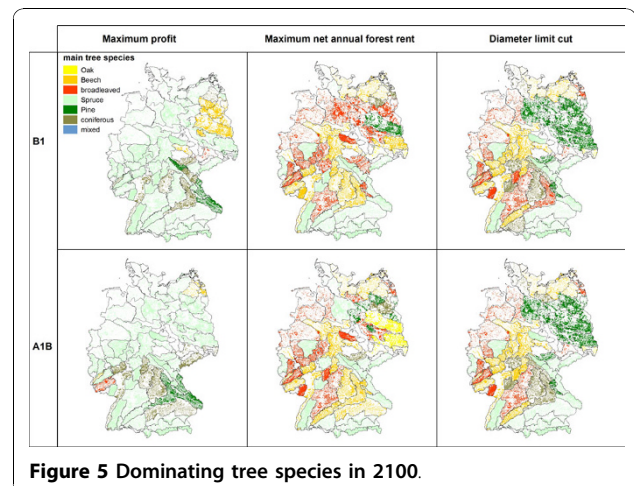 Maximum profit
Maximum net annual forest rent
Diameter limit cut
main tree species
Oak
Beech
broadleaved
Spruce
Pine
coniferous
mixed
B1
A1B
Figure 5 Dominating tree species in 2100.